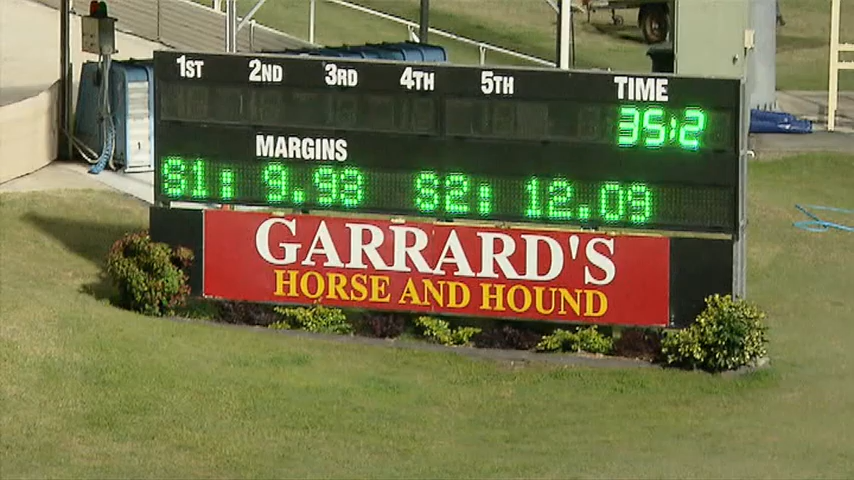 1ST 2ND 3RD 4TH 5TH TIME
35:2
MARGINS
S1: 9.93 S2: 12.09
GARRARD'S
HORSE AND HOUND